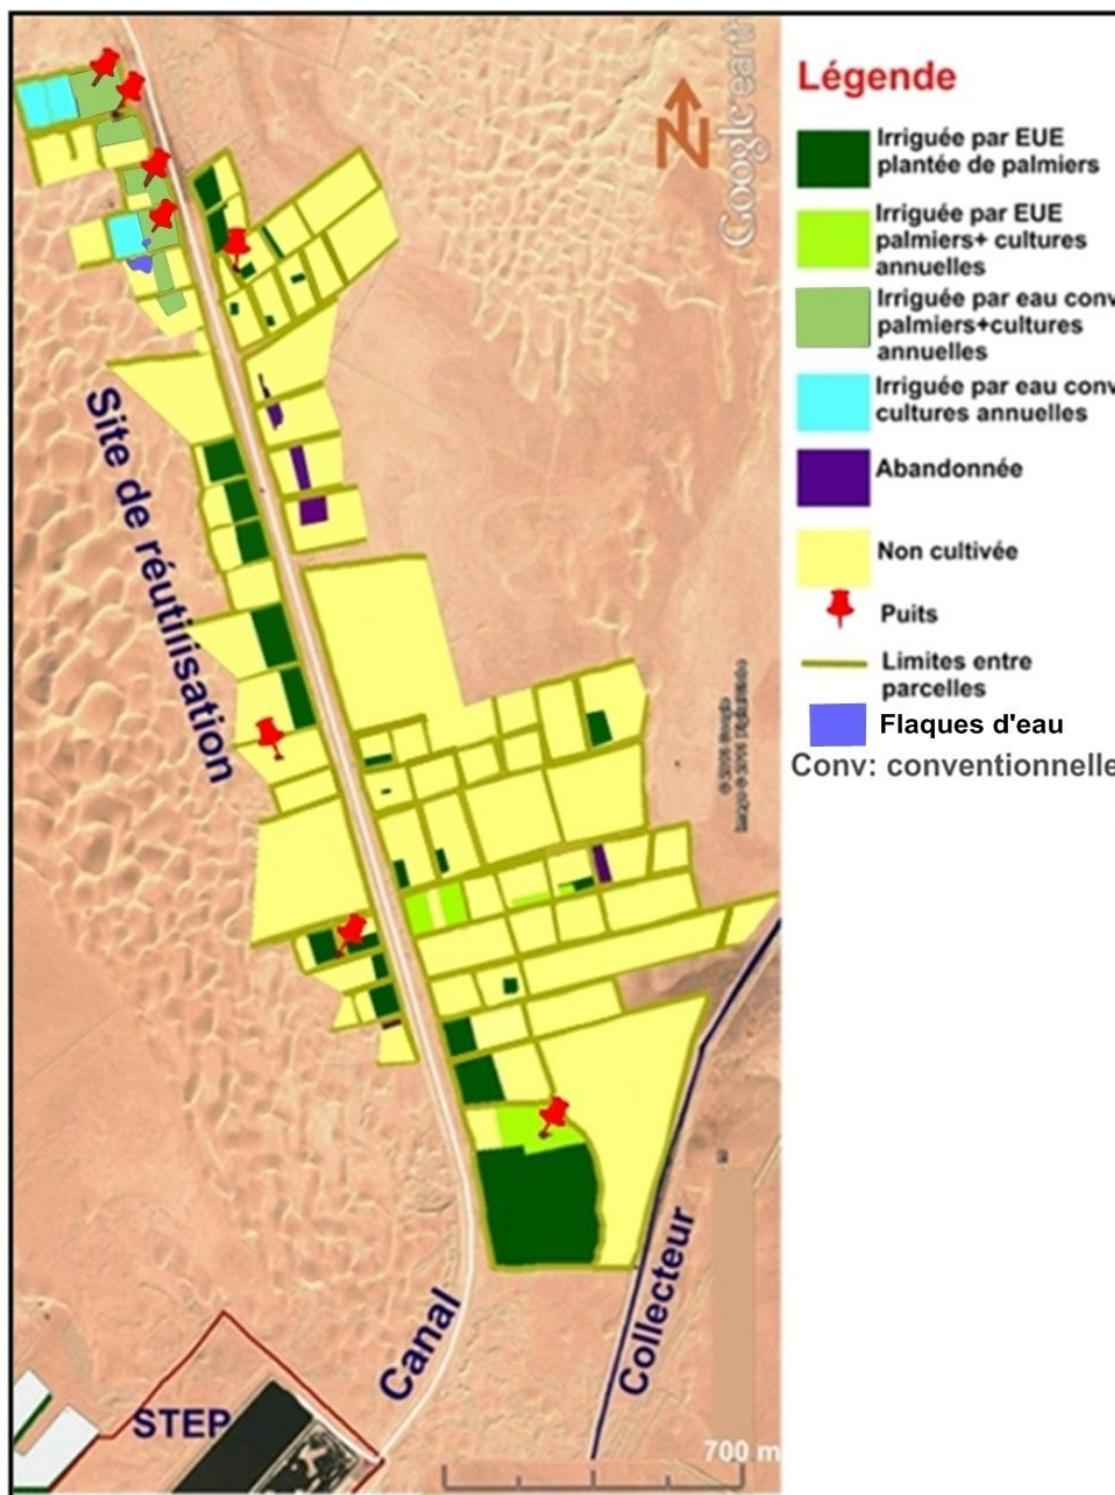 Google earth
N
Site de réutilisation
Canal
Collecteur
STEP
700 m
Légende
Irriguée par EUE
plantée de palmiers
Irriguée par EUE
palmiers+ cultures
annuelles
Irriguée par eau conv
palmiers+cultures
annuelles
Irriguée par eau conv
cultures annuelles
Abandonnée
Non cultivée
Puits
Limites entre
parcelles
Flaques d'eau
Conv: conventionnelle